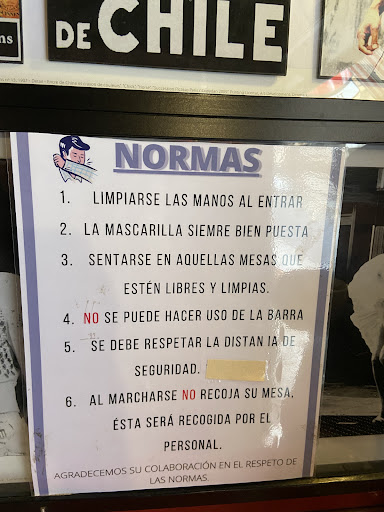 ns
DE CHILE
NORMAS
1. LIMPIARSE LAS MANOS AL ENTRAR
2. LA MASCARILLA SIEMRE BIEN PUESTA
3. SENTARSE EN AQUELLAS MESAS QUE
ESTÉN LIBRES Y LIMPIAS.
4. NO SE PUEDE HACER USO DE LA BARRA
5. SE DEBE RESPETAR LA DISTAN IA DE
SEGURIDAD.
6. AL MARCHARSE NO RECOJA SU MESA,
ÉSTA SERÁ RECOGIDA POR EL
PERSONAL.
AGRADECEMOS SU COLABORACIÓN EN EL RESPETO DE
LAS NORMAS.